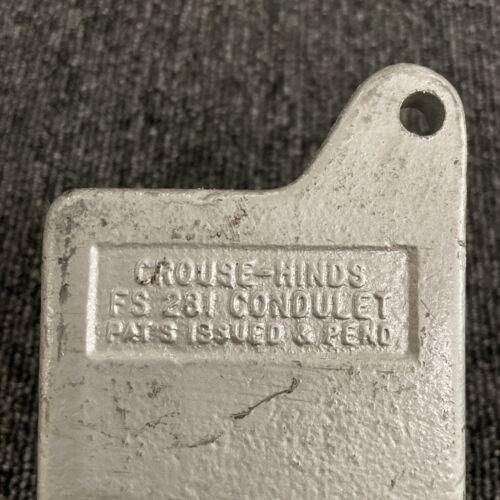 CROUSE-HINDS
FS 281 CONDULET
PAT'S ISSUED & PEND